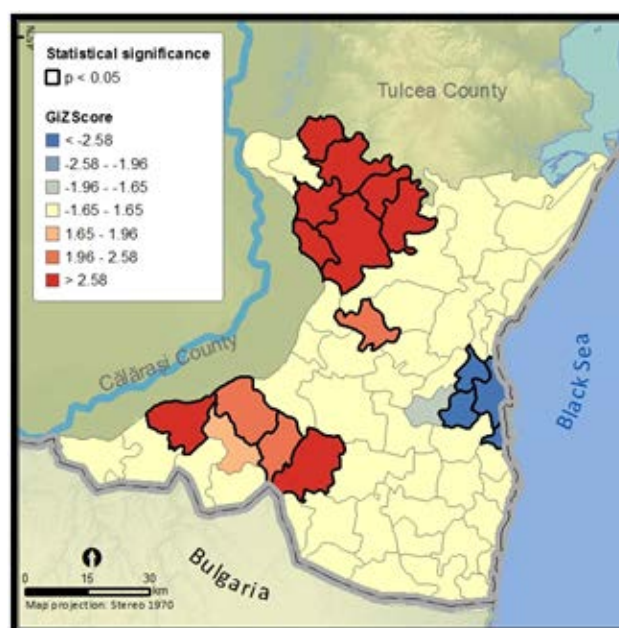 45°N
Statistical significance
p < 0.05
GiZScore
< -2.58
-2.58 - -1.96
-1.96 - -1.65
-1.65 - 1.65
1.65 - 1.96
1.96 - 2.58
> 2.58
Tulcea County
Călărași County
Black Sea
Bulgaria
0 15 30
km
Map projection: Stereo 1970